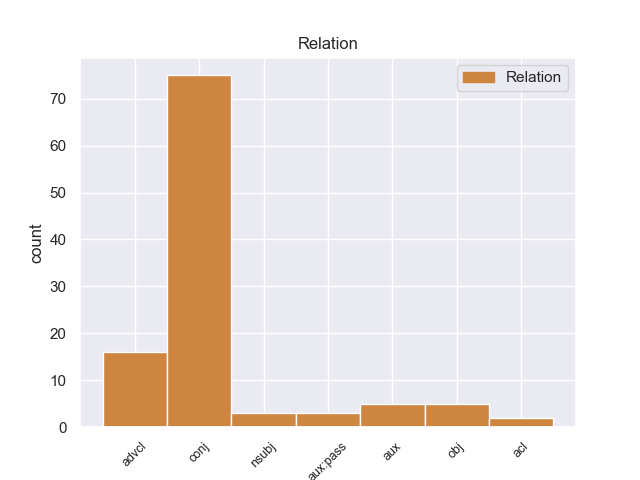 Relation
Relation
70
60
50
40
30
20
10
0
count
advcl
conj
nsubj
aux:pass
aux
obj
acl